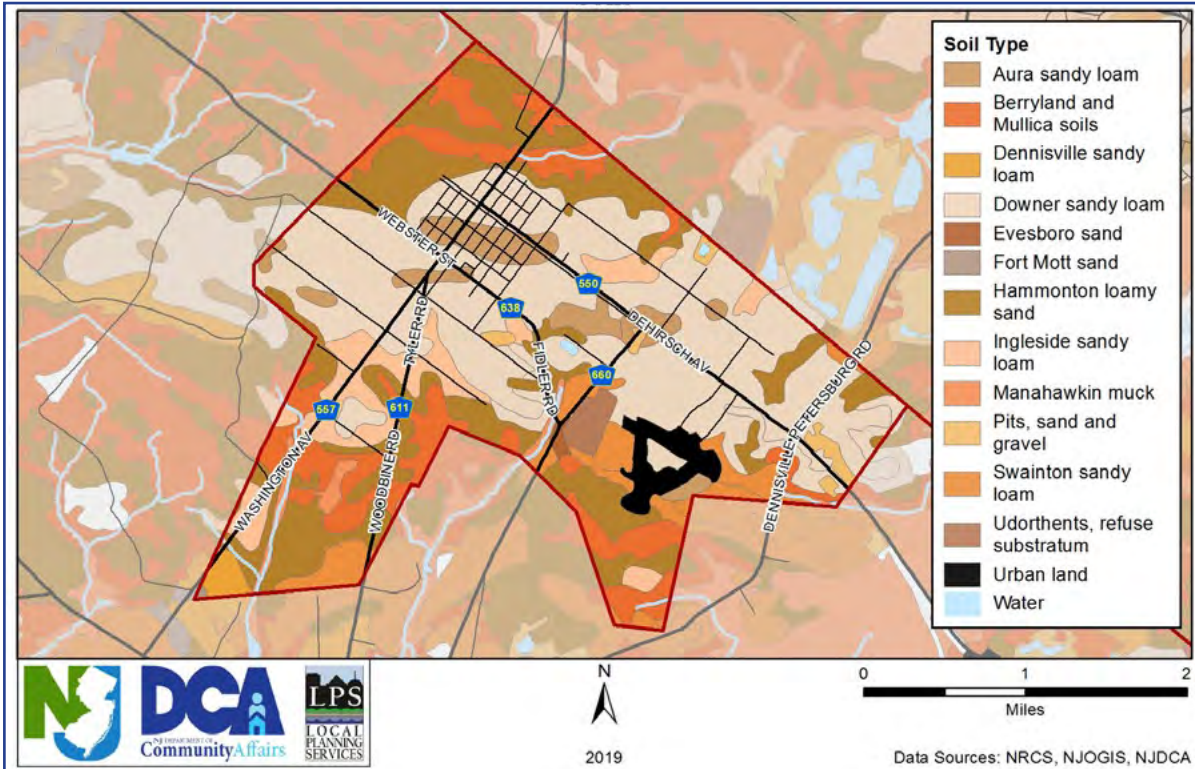 Soil Type
Aura sandy loam
Berryland and
Mullica soils
Dennisville sandy
loam
Downer sandy loam
Evesboro sand
Fort Mott sand
Hammonton loamy
sand
Ingleside sandy
loam
Manahawkin muck
Pits, sand and
gravel
Swainton sandy
loam
Udorthents, refuse
substratum
Urban land
Water
WEBSTER ST
550
638
TYLER RD
DEHIRSCH AV
FIDLER RD
660
DENNISVILLE PETERSBURG RD
557
611
WASHINGTON AV
WOODBINE RD
NJ
DCA
NJ DEPARTMENT OF
Community Affairs
LPS
LOCAL
PLANNING
SERVICES
N
2019
0 1 2
Miles
Data Sources: NRCS, NJOGIS, NJDCA